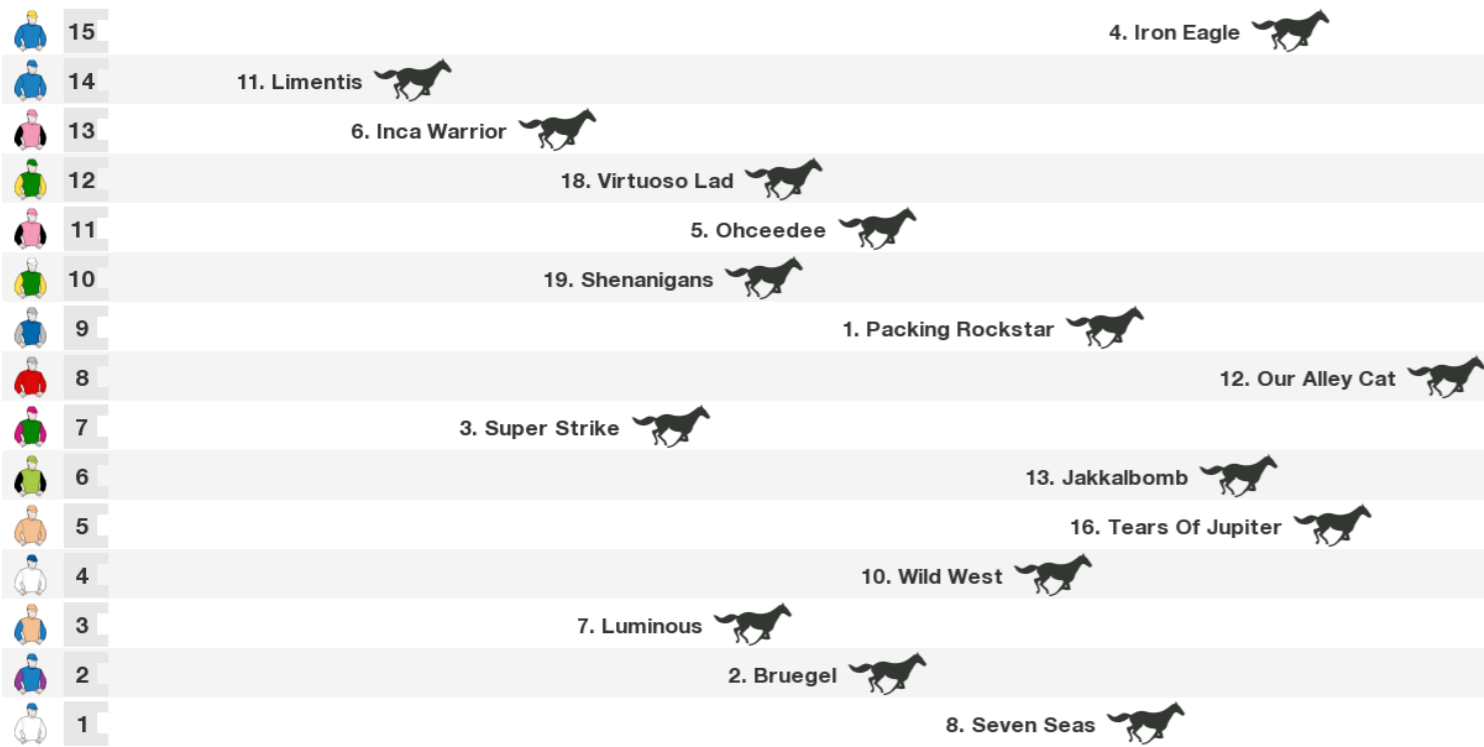 15 4. Iron Eagle
14 11. Limentis
13 6. Inca Warrior
12 18. Virtuoso Lad
11 5. Ohceedee
10 19. Shenanigans
9 1. Packing Rockstar
8 12. Our Alley Cat
7 3. Super Strike
6 13. Jakkalbomb
5 16. Tears Of Jupiter
4 10. Wild West
3 7. Luminous
2 2. Bruegel
1 8. Seven Seas